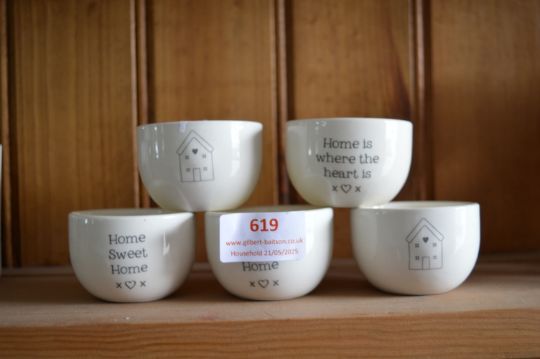 Home is
where the
heart is
x♡x
Home
Sweet
Home
x♡x
619
www.gilbert-baitson.co.uk
Household 21/05/2025
Home
x♡x